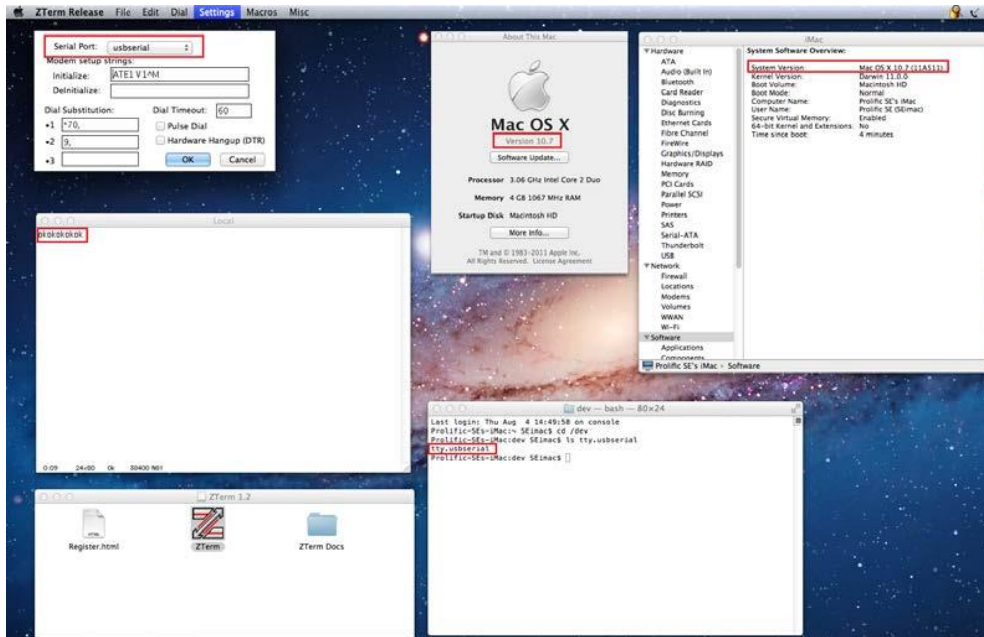 ZTerm Release File Edit Dial Settings Macros Misc
Serial Port: usbserial
Modem setup strings:
Initialize: ATE1 V1^M
DeInitialize:
Dial Substitution: Dial Timeout: 60
•1 *70,
Pulse Dial
•2 9,
Hardware Hangup (DTR)
•3
OK Cancel
About This Mac
Mac OS X
Version 10.7
Software Update...
Processor 3.06 GHz Intel Core 2 Duo
Memory 4 GB 1067 MHz RAM
Startup Disk Macintosh HD
More Info...
TM and © 1983-2011 Apple Inc.
All Rights Reserved. License Agreement
iMac
Hardware
ATA
Audio (Built In)
Bluetooth
Card Reader
Diagnostics
Disc Burning
Ethernet Cards
Fibre Channel
FireWire
Graphics/Displays
Hardware RAID
Memory
PCI Cards
Parallel SCSI
Power
Printers
SAS
Serial-ATA
Thunderbolt
USB
Network
Firewall
Locations
Modems
Volumes
WWAN
Wi-Fi
Software
Applications
Components
System Software Overview:
System Version: Mac OS X 10.7 (11A511)
Kernel Version: Darwin 11.0.0
Boot Volume: Macintosh HD
Boot Mode: Normal
Computer Name: Prolific SE's iMac
User Name: Prolific SE (SEimac)
Secure Virtual Memory: Enabled
64-bit Kernel and Extensions: No
Time since boot: 4 minutes
Prolific SE's iMac › Software
Local
okokokokok
0:09 24x80 Ok 38400 N81
dev — bash — 80×24
Last login: Thu Aug 4 14:49:58 on console
Prolific-SEs-iMac:~ SEimac$ cd /dev
Prolific-SEs-iMac:dev SEimac$ ls tty.usbserial
tty.usbserial
Prolific-SEs-iMac:dev SEimac$
ZTerm 1.2
HTML
Register.html
ZTerm
ZTerm Docs